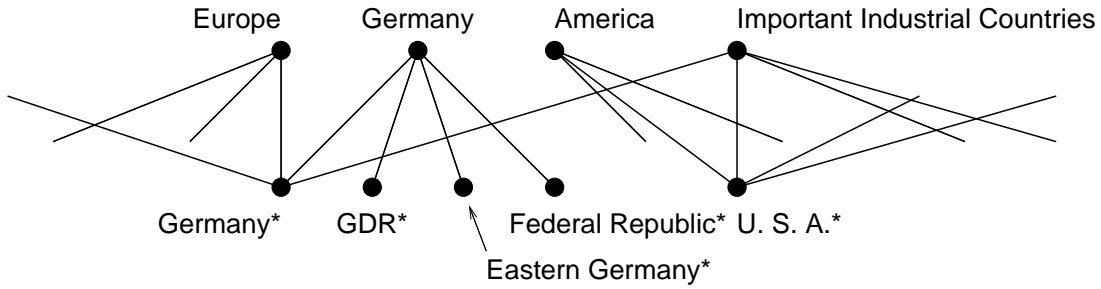 Europe Germany America Important Industrial Countries
Germany* GDR* Federal Republic* U. S. A.*
Eastern Germany*